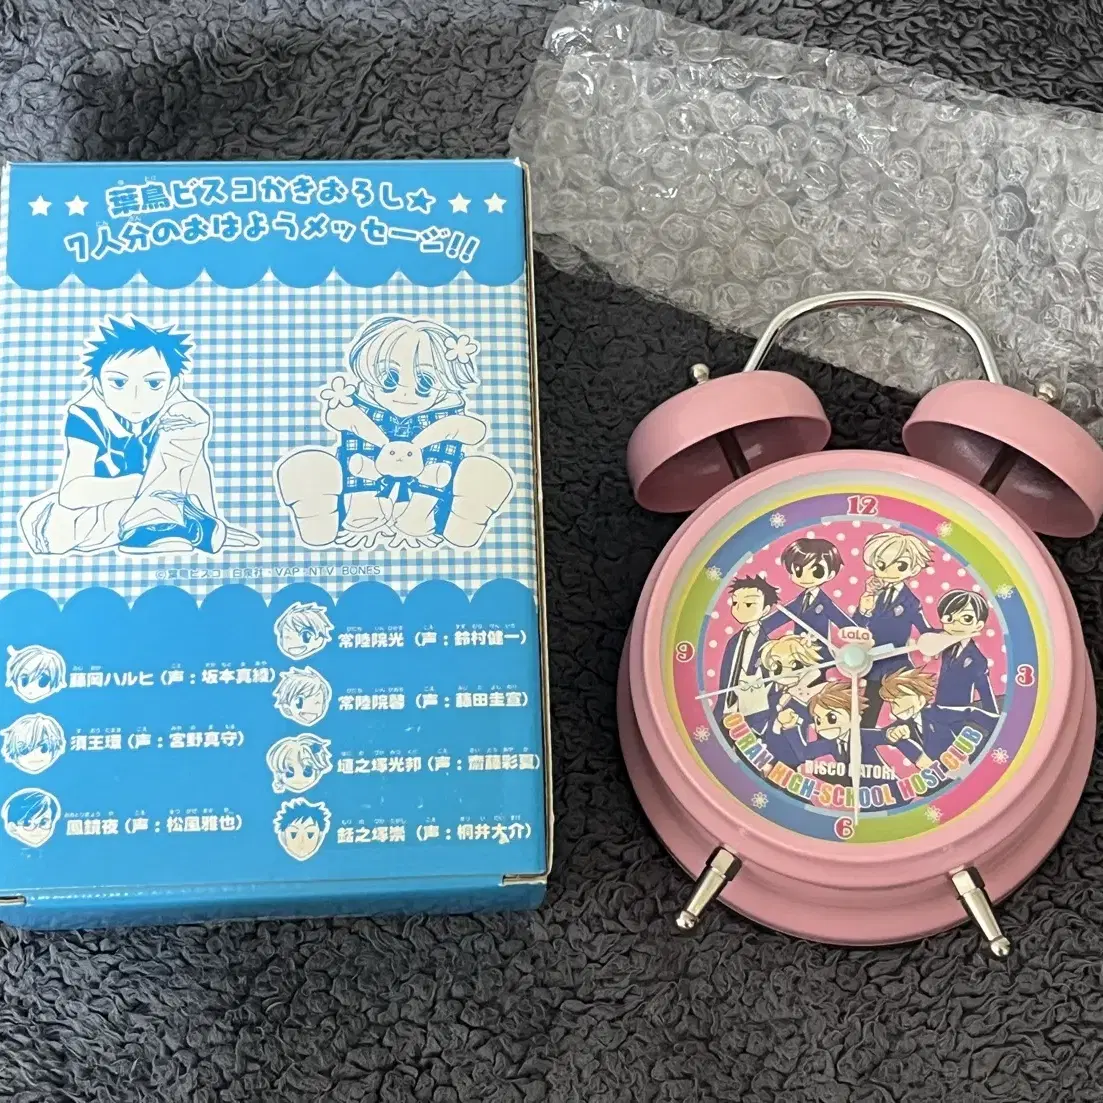 ★ ★ 葉鳥ビスコかきおろし★ ★ ★
7人分のおはようメッセージ!!
©葉鳥ビスコ/白泉社・VAP・NTV・BONES
藤岡ハルヒ(声:坂本真綾)
須王環(声:宮野真守)
鳳鏡夜(声:松風雅也)
常陸院光(声:鈴村健一)
常陸院馨(声:藤田圭宣)
埴之塚光邦(声:齋藤彩夏)
銛之塚崇(声:桐井大介)
12
3
6
9
LaLa
BISCO HATORI
OURAN HIGH-SCHOOL HOST CLUB